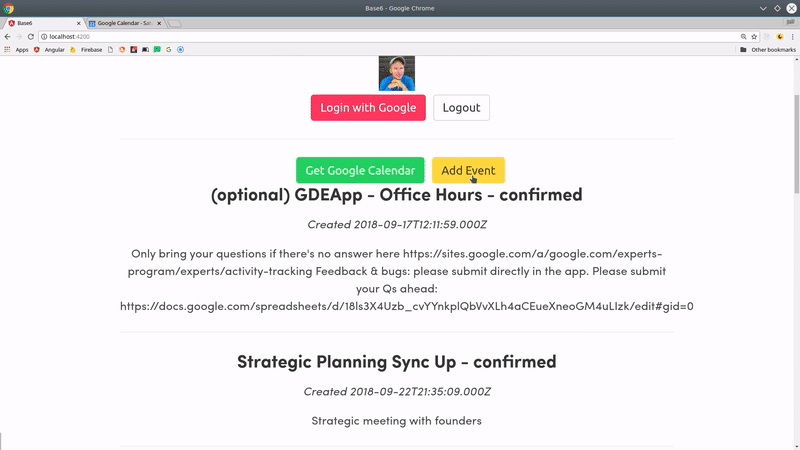 Base6 - Google Chrome
Base6
Google Calendar - Sa
localhost:4200
Apps
Angular
Firebase
Other bookmarks
Login with Google
Logout
Get Google Calendar
Add Event
(optional) GDEApp - Office Hours - confirmed
Created 2018-09-17T12:11:59.000Z
Only bring your questions if there's no answer here https://sites.google.com/a/google.com/experts-
program/experts/activity-tracking Feedback & bugs: please submit directly in the app. Please submit
your Qs ahead:
https://docs.google.com/spreadsheets/d/18ls3X4Uzb_cvYYnkplQbVvXLh4aCEueXneoGM4uLIzk/edit#gid=0
Strategic Planning Sync Up - confirmed
Created 2018-09-22T21:35:09.000Z
Strategic meeting with founders